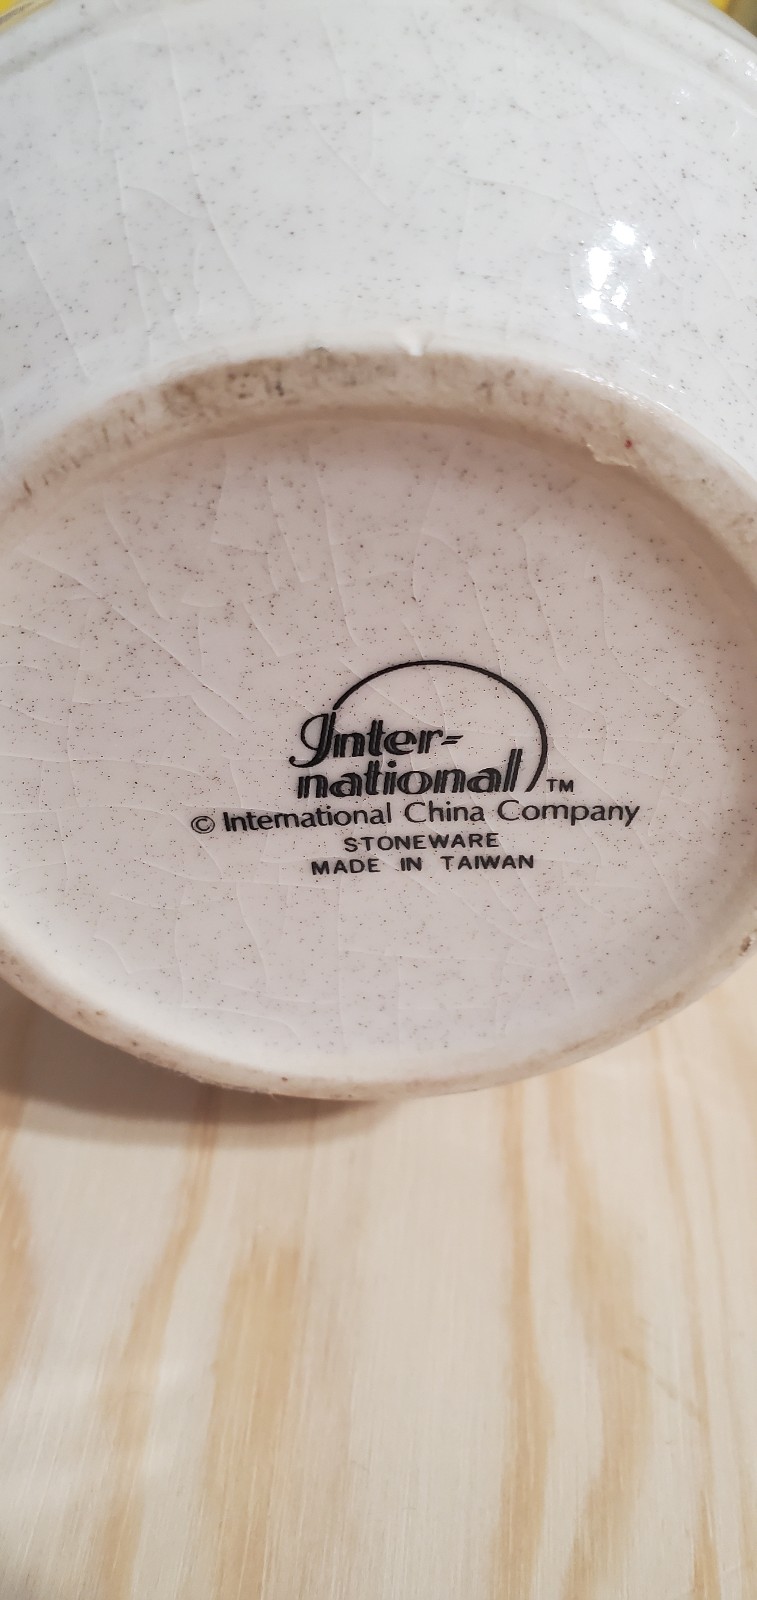 Inter-
national TM
© International China Company
STONEWARE
MADE IN TAIWAN